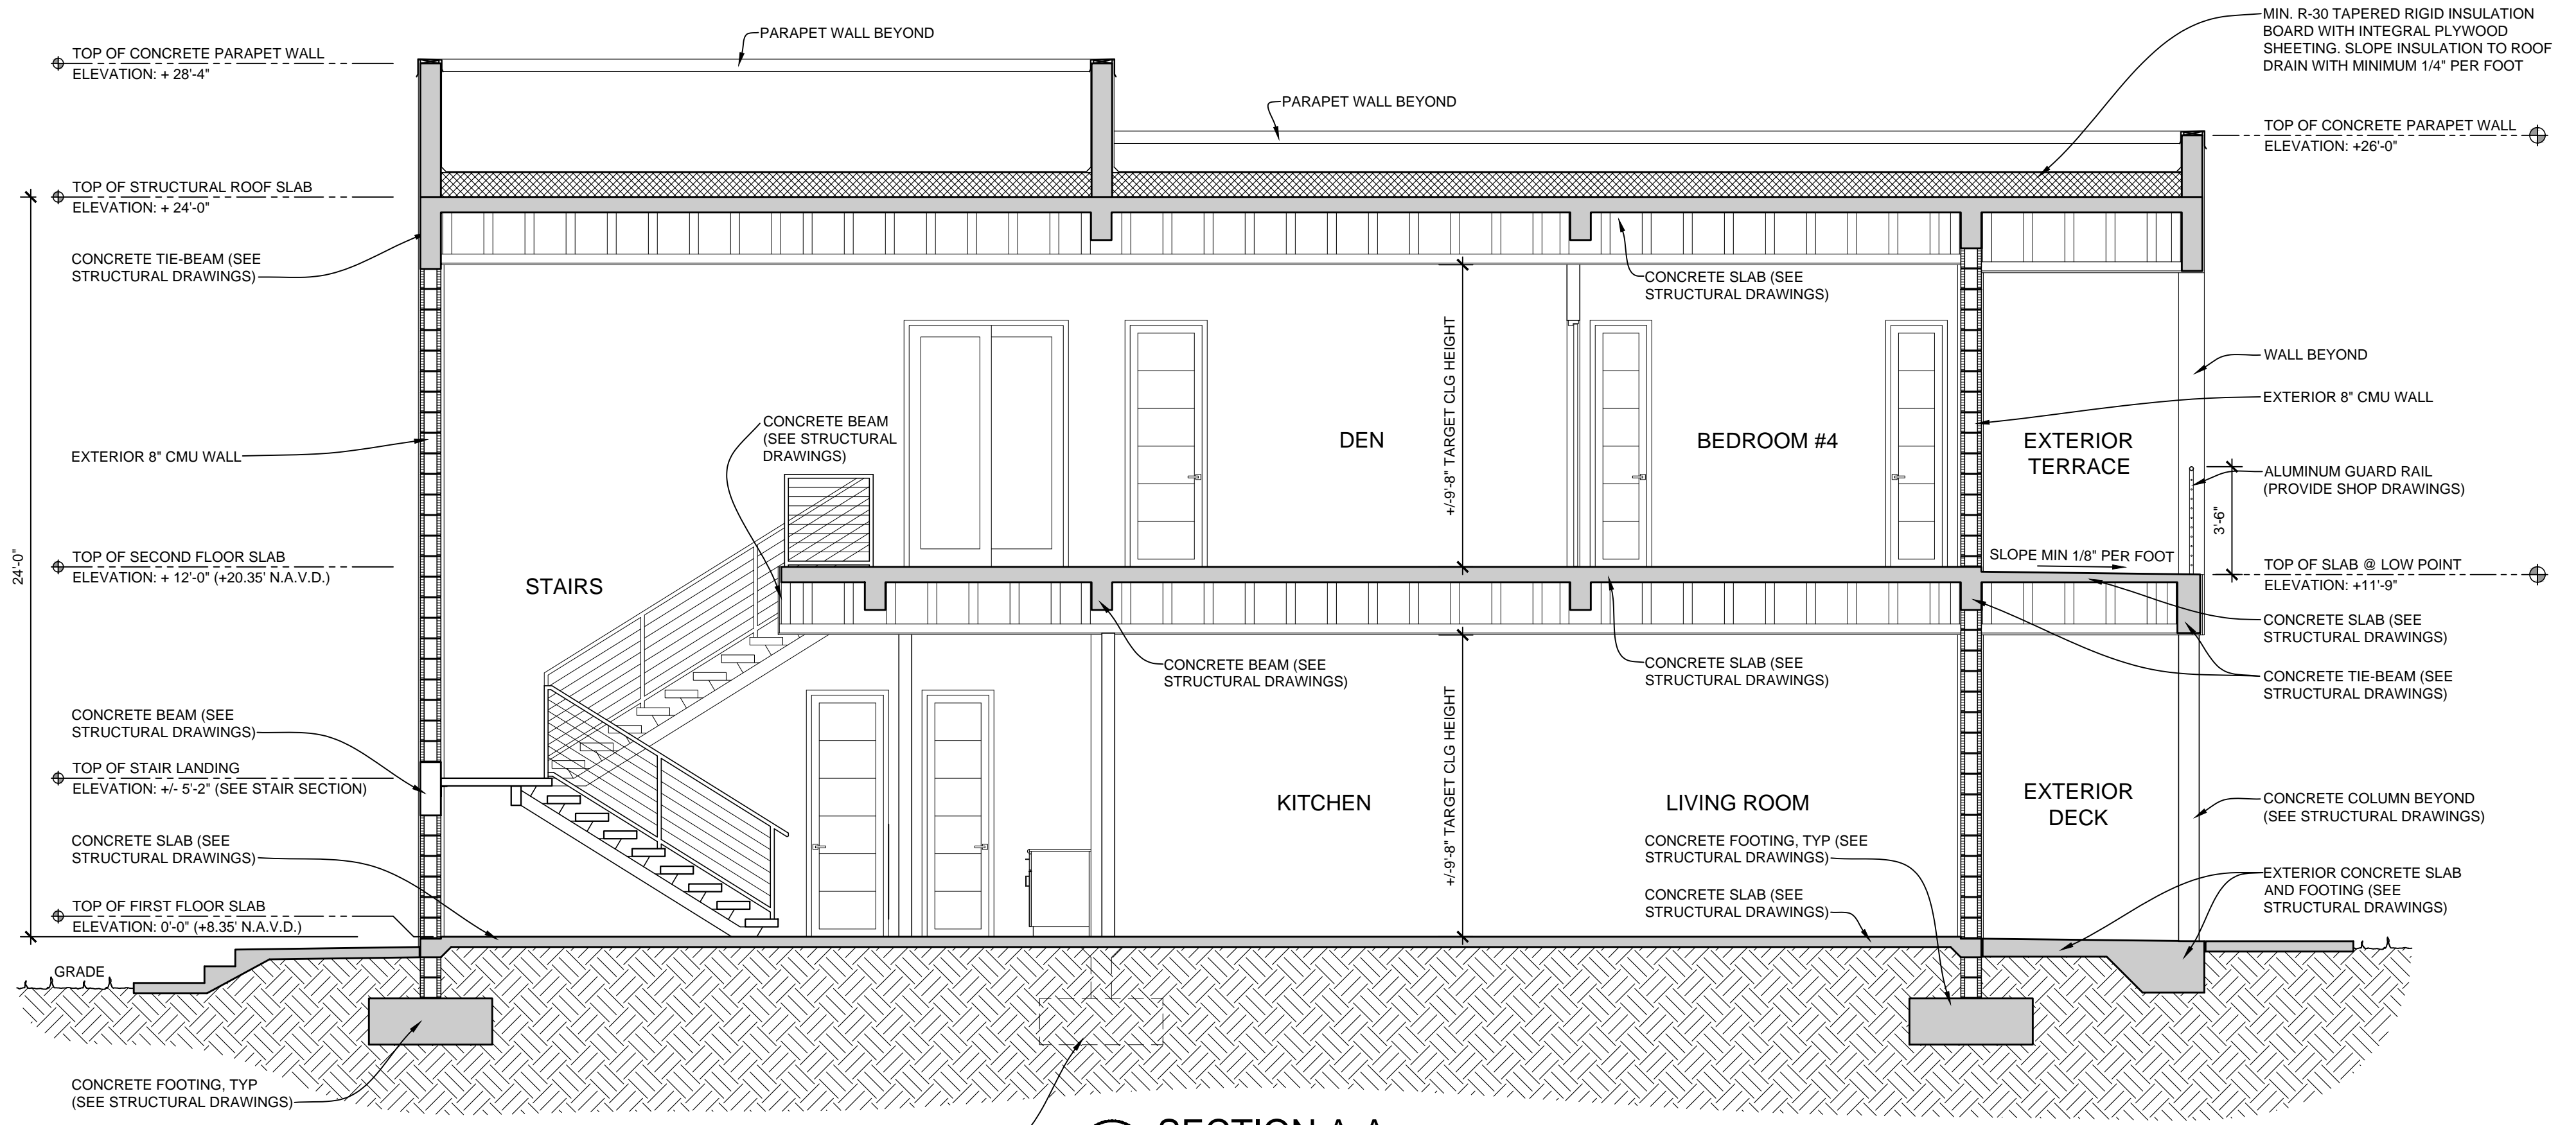 PARAPET WALL BEYOND
MIN. R-30 TAPERED RIGID INSULATION
BOARD WITH INTEGRAL PLYWOOD
SHEETING. SLOPE INSULATION TO ROOF
DRAIN WITH MINIMUM 1/4" PER FOOT
TOP OF CONCRETE PARAPET WALL
ELEVATION: + 28'-4"
PARAPET WALL BEYOND
TOP OF CONCRETE PARAPET WALL
ELEVATION: +26'-0"
TOP OF STRUCTURAL ROOF SLAB
ELEVATION: + 24'-0"
CONCRETE TIE-BEAM (SEE
STRUCTURAL DRAWINGS)
CONCRETE SLAB (SEE
STRUCTURAL DRAWINGS)
+/-9'-8" TARGET CLG HEIGHT
WALL BEYOND
EXTERIOR 8" CMU WALL
CONCRETE BEAM
(SEE STRUCTURAL
DRAWINGS)
DEN
BEDROOM #4
EXTERIOR
TERRACE
EXTERIOR 8" CMU WALL
ALUMINUM GUARD RAIL
(PROVIDE SHOP DRAWINGS)
3'-6"
24'-0"
TOP OF SECOND FLOOR SLAB
ELEVATION: + 12'-0" (+20.35' N.A.V.D.)
STAIRS
SLOPE MIN 1/8" PER FOOT
TOP OF SLAB @ LOW POINT
ELEVATION: +11'-9"
CONCRETE SLAB (SEE
STRUCTURAL DRAWINGS)
CONCRETE BEAM (SEE
STRUCTURAL DRAWINGS)
CONCRETE SLAB (SEE
STRUCTURAL DRAWINGS)
CONCRETE TIE-BEAM (SEE
STRUCTURAL DRAWINGS)
CONCRETE BEAM (SEE
STRUCTURAL DRAWINGS)
TOP OF STAIR LANDING
ELEVATION: +/- 5'-2" (SEE STAIR SECTION)
+/-9'-8" TARGET CLG HEIGHT
KITCHEN
LIVING ROOM
EXTERIOR
DECK
CONCRETE COLUMN BEYOND
(SEE STRUCTURAL DRAWINGS)
CONCRETE SLAB (SEE
STRUCTURAL DRAWINGS)
CONCRETE FOOTING, TYP (SEE
STRUCTURAL DRAWINGS)
CONCRETE SLAB (SEE
STRUCTURAL DRAWINGS)
EXTERIOR CONCRETE SLAB
AND FOOTING (SEE
STRUCTURAL DRAWINGS)
TOP OF FIRST FLOOR SLAB
ELEVATION: 0'-0" (+8.35' N.A.V.D.)
GRADE
CONCRETE FOOTING, TYP
(SEE STRUCTURAL DRAWINGS)
SECTION A-A